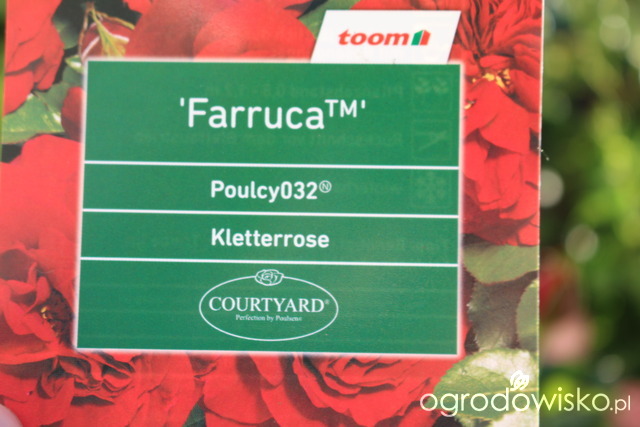 toom
'Farruca™'
Poulcy032Ⓝ
Kletterrose
COURTYARD®
Perfection by Poulsen®
ogrodowisko.pl